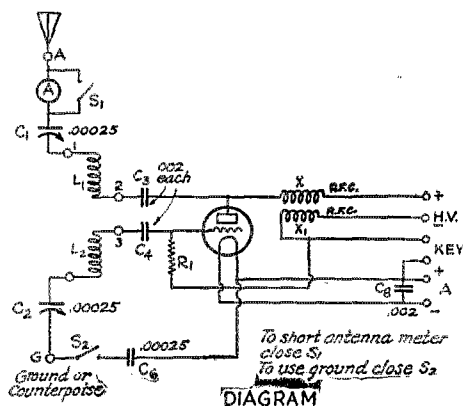 A
A
S1
C1
.00025
1
L1
2
C3
.002
each
X
R.F.C.
+
R.F.C.
H.V.
-
X1
KEY
3
C4
R1
L2
+
A
C8
-
.002
C2
.00025
S2
.00025
G
C6
Ground or
Counterpoise
To short antenna meter
close S1
To use ground close S2
DIAGRAM